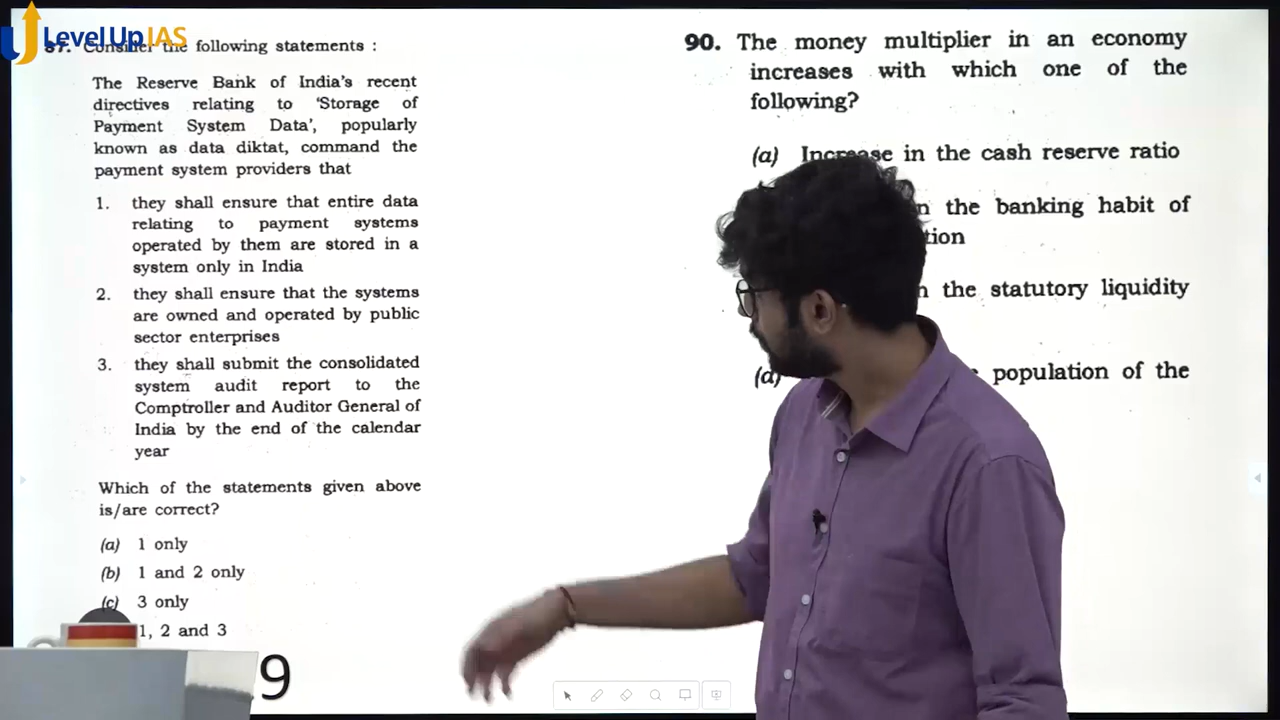 LevelUp IAS
87. Consider the following statements :
The Reserve Bank of India's recent
directives relating to 'Storage of
Payment System Data', popularly
known as data diktat, command the
payment system providers that
1. they shall ensure that entire data
relating to payment systems
operated by them are stored in a
system only in India
2. they shall ensure that the systems
are owned and operated by public
sector enterprises
3. they shall submit the consolidated
system audit report to the
Comptroller and Auditor General of
India by the end of the calendar
year
Which of the statements given above
is/are correct?
(a) 1 only
(b) 1 and 2 only
(c) 3 only
1, 2 and 3
9
90. The money multiplier in an economy
increases with which one of the
following?
(a) Increase in the cash reserve ratio
the banking habit of
the statutory liquidity
(d) population of the